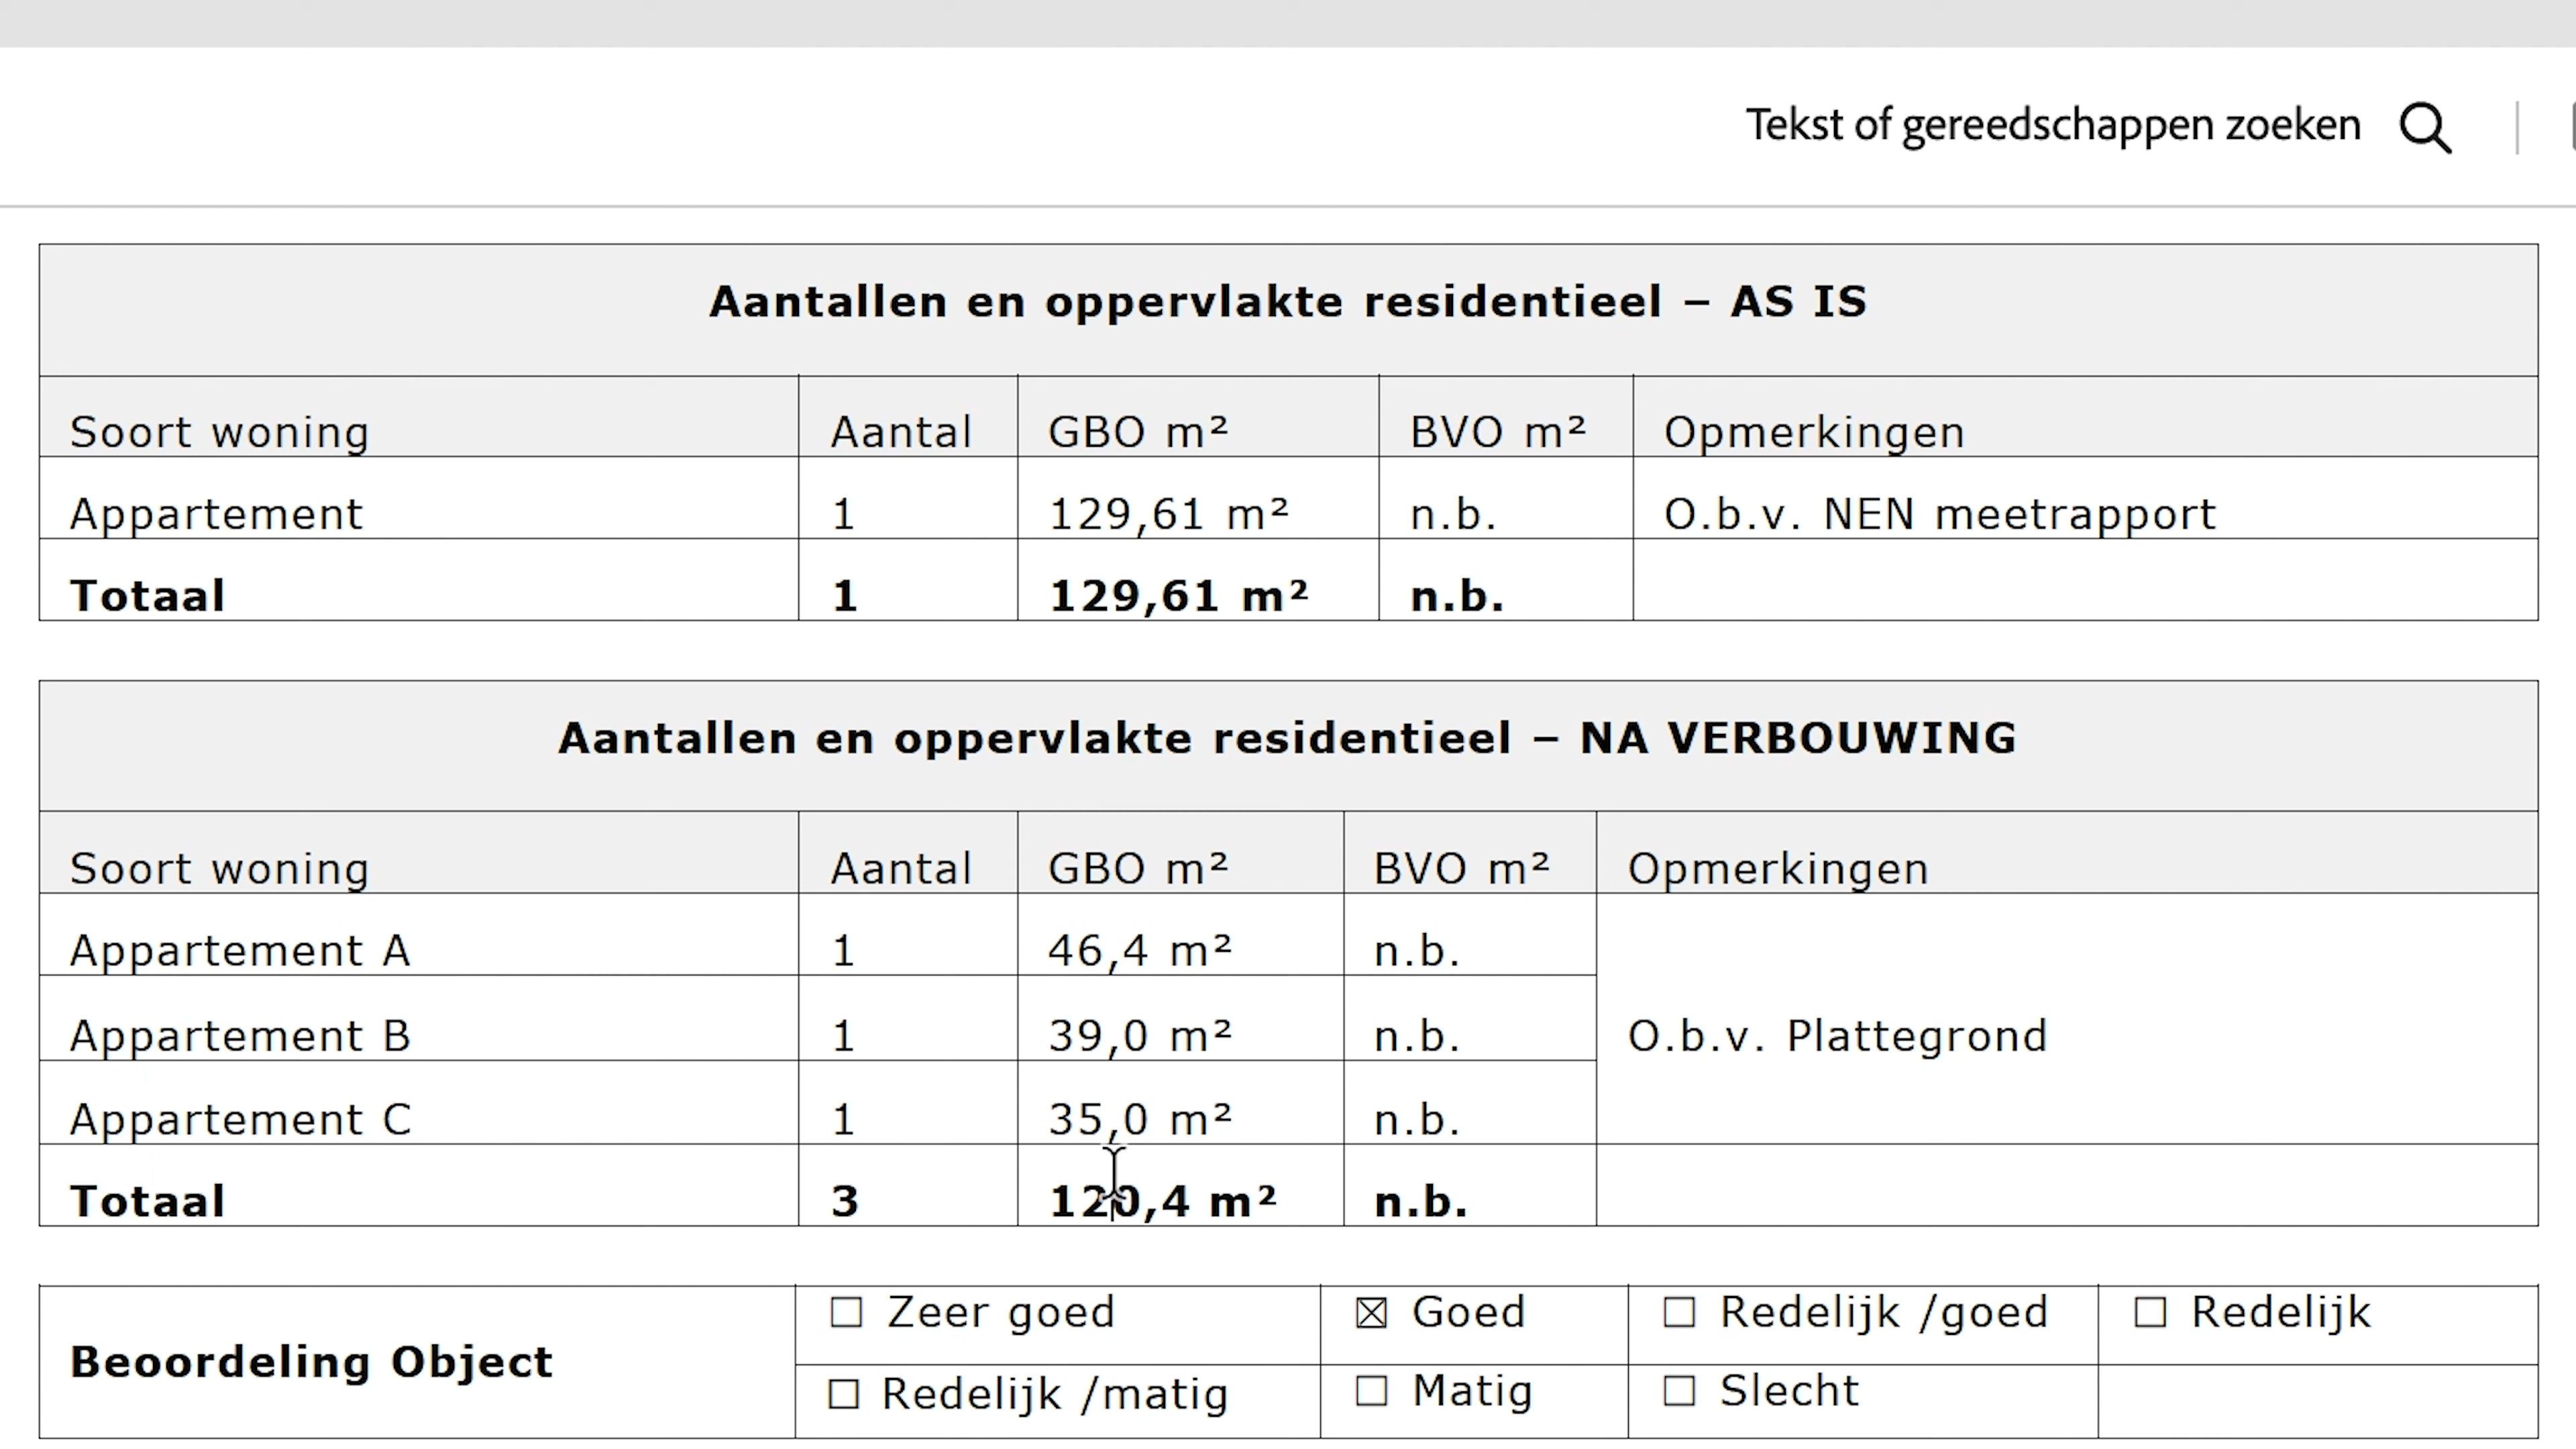 Tekst of gereedschappen zoeken
Aantallen en oppervlakte residentieel – AS IS
Soort woning Aantal GBO m² BVO m² Opmerkingen
Appartement 1 129,61 m² n.b. O.b.v. NEN meetrapport
Totaal 1 129,61 m² n.b.
Aantallen en oppervlakte residentieel – NA VERBOUWING
Soort woning Aantal GBO m² BVO m² Opmerkingen
Appartement A 1 46,4 m² n.b.
Appartement B 1 39,0 m² n.b. O.b.v. Plattegrond
Appartement C 1 35,0 m² n.b.
Totaal 3 120,4 m² n.b.
Beoordeling Object
☐ Zeer goed ☒ Goed ☐ Redelijk /goed ☐ Redelijk
☐ Redelijk /matig ☐ Matig ☐ Slecht